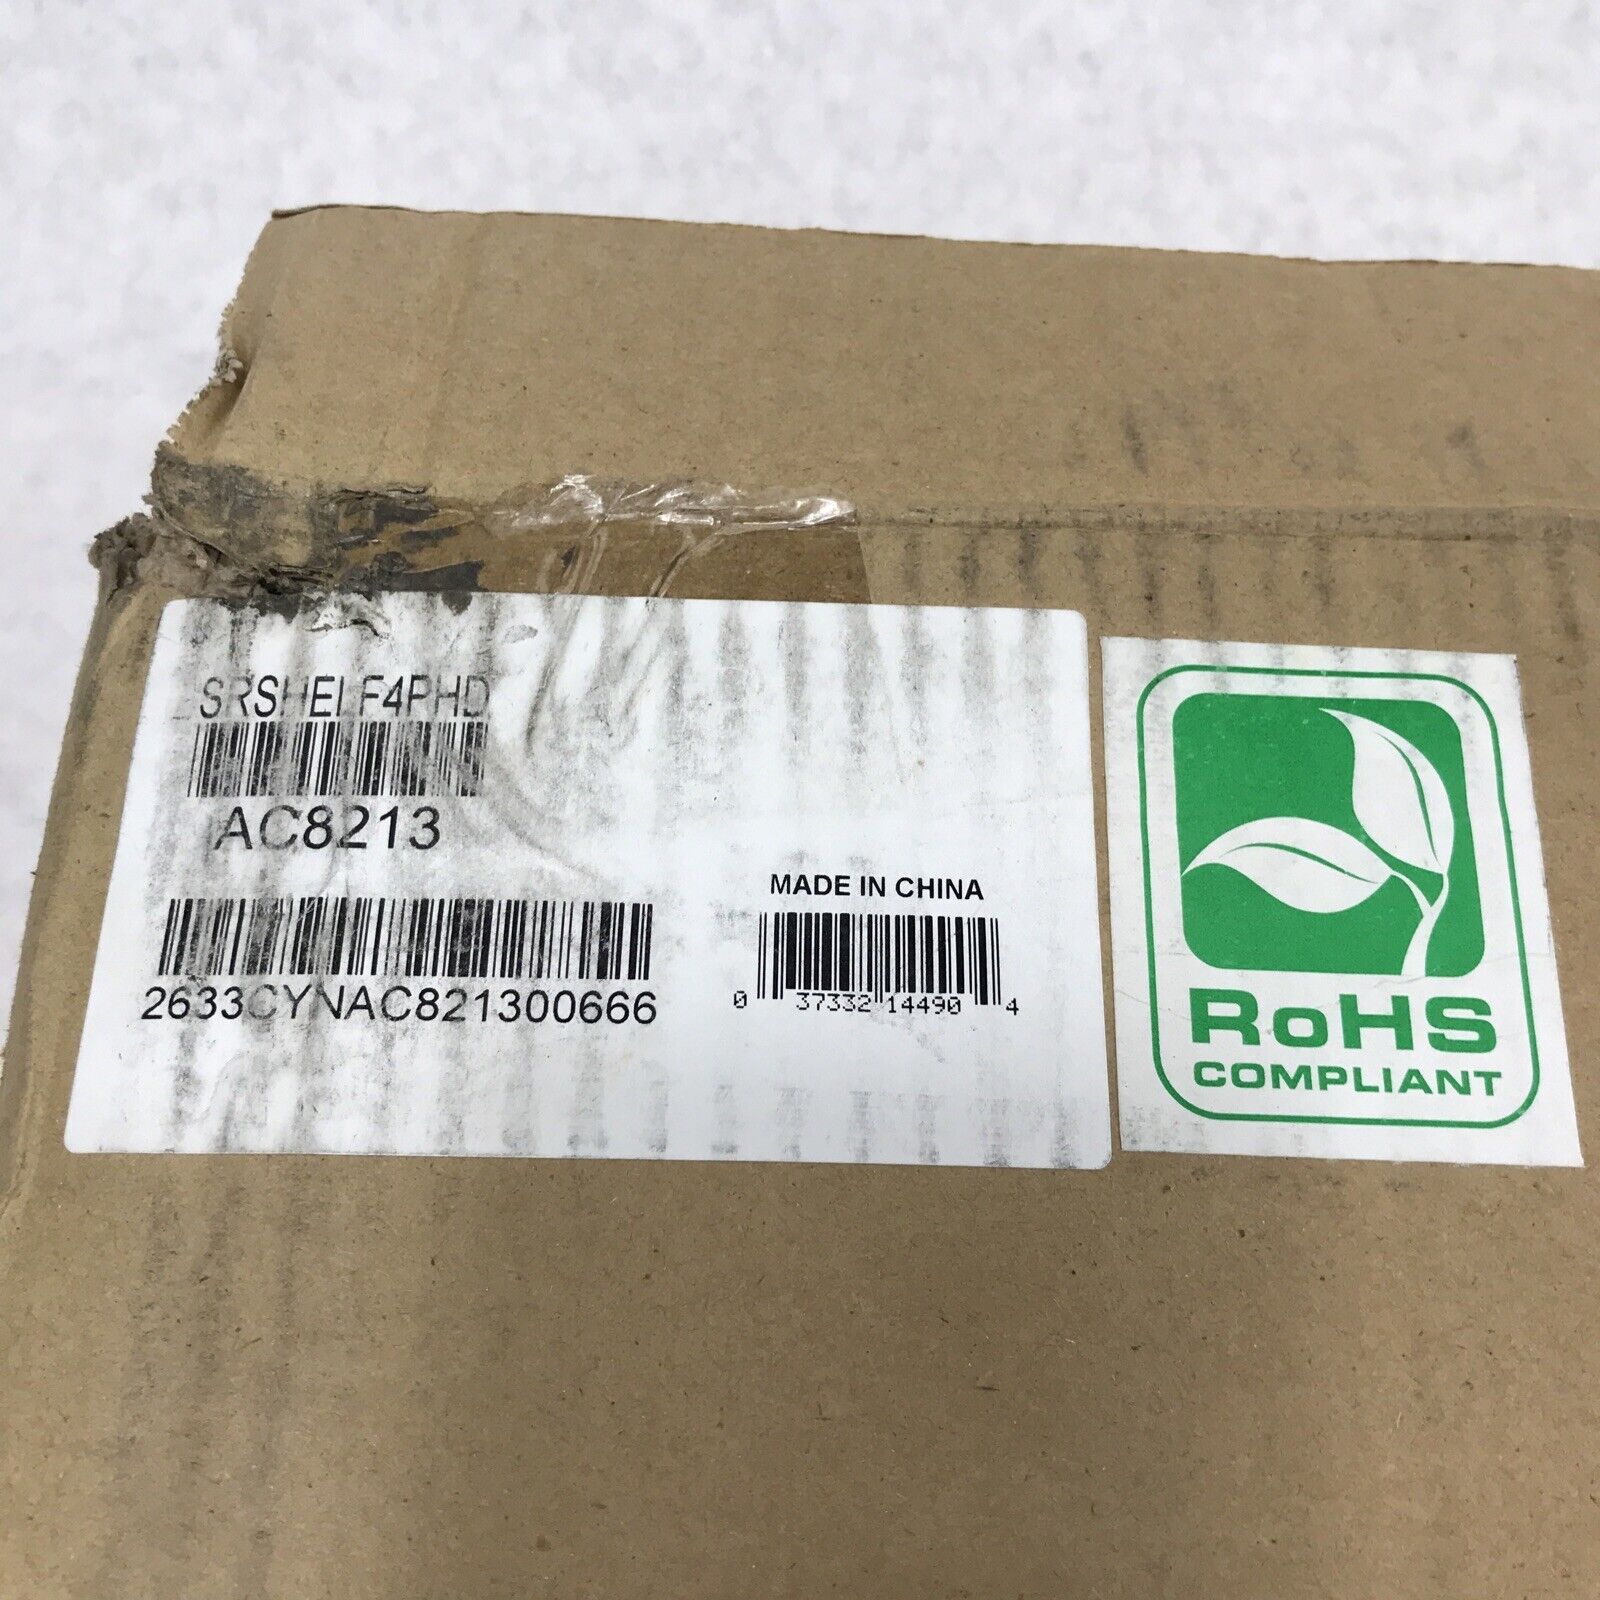 SRSHELF4PHD
AC8213
2633CYNAC821300666
MADE IN CHINA
0 37332 14490 4
RoHS
COMPLIANT